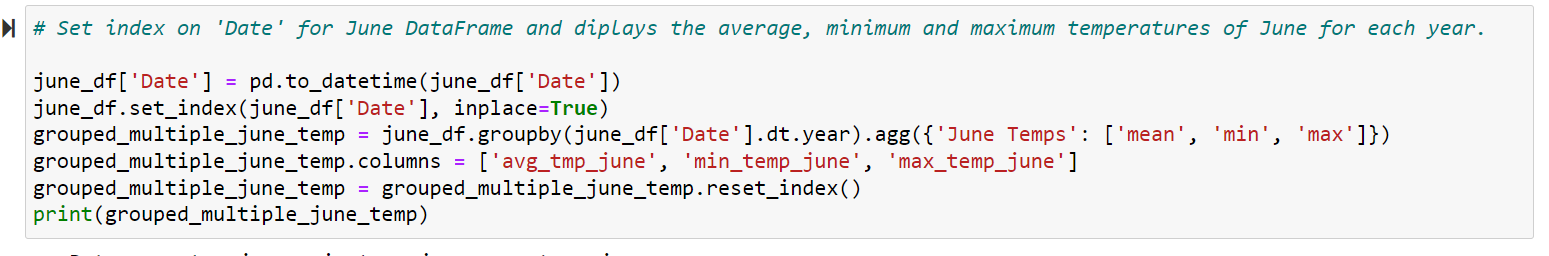 # Set index on 'Date' for June DataFrame and diplays the average, minimum and maximum temperatures of June for each year.
june_df['Date'] = pd.to_datetime(june_df['Date'])
june_df.set_index(june_df['Date'], inplace=True)
grouped_multiple_june_temp = june_df.groupby(june_df['Date'].dt.year).agg({'June Temps': ['mean', 'min', 'max']})
grouped_multiple_june_temp.columns = ['avg_tmp_june', 'min_temp_june', 'max_temp_june']
grouped_multiple_june_temp = grouped_multiple_june_temp.reset_index()
print(grouped_multiple_june_temp)